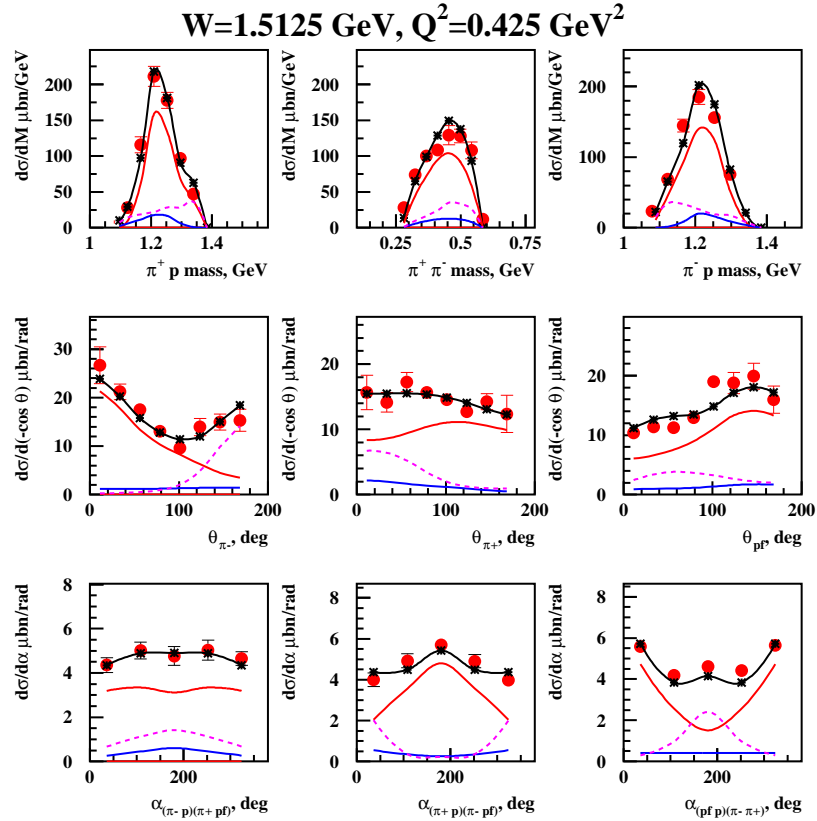 W=1.5125 GeV, Q²=0.425 GeV²
dσ/dM μbn/GeV
200
150
100
50
0
1 1.2 1.4
π⁺ p mass, GeV
dσ/dM μbn/GeV
200
150
100
50
0
0.25 0.5 0.75
π⁺ π⁻ mass, GeV
dσ/dM μbn/GeV
200
100
0
1 1.2 1.4
π⁻ p mass, GeV
dσ/d(-cos θ) μbn/rad
30
20
10
0
0 100 200
θπ-, deg
dσ/d(-cos θ) μbn/rad
20
10
0
0 100 200
θπ+, deg
dσ/d(-cos θ) μbn/rad
20
10
0
0 100 200
θpf, deg
dσ/dα μbn/rad
8
6
4
2
0
0 200
α(π- p)(π+ pf), deg
dσ/dα μbn/rad
8
6
4
2
0
0 200
α(π+ p)(π- pf), deg
dσ/dα μbn/rad
8
6
4
2
0
0 200
α(pf p)(π- π+), deg